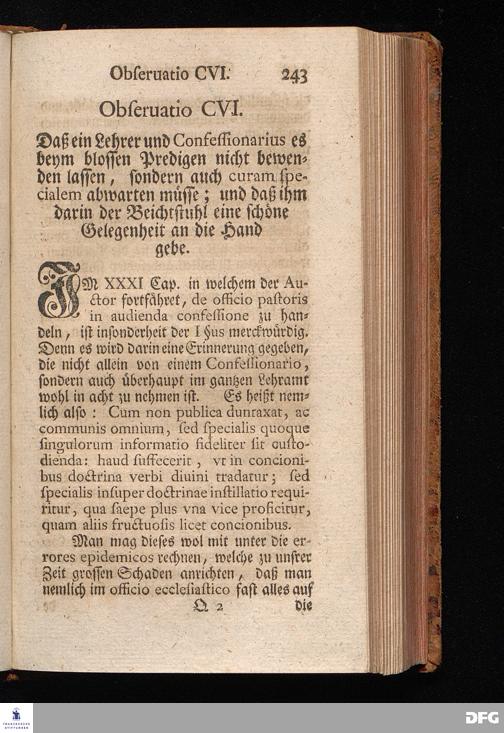 Obſeruatio CVI. 243
Obſeruatio CVI.
Daß ein Lehrer und Confeſſionarius es
beym bloſſen Predigen nicht bewen-
den laſſen, ſondern auch curam ſpe-
cialem abwarten müſſe; und daß ihm
darin der Beichtſtuhl eine ſchöne
Gelegenheit an die Hand
gebe.
IM XXXI Cap. in welchem der Au-
ctor fortfähret, de officio paſtoris
in audienda confeſſione zu han-
deln, iſt inſonderheit der I §us merckwürdig.
Denn es wird darin eine Erinnerung gegeben,
die nicht allein von einem Confeſſionario,
ſondern auch überhaupt im gantzen Lehramt
wohl in acht zu nehmen iſt. Es heißt nem-
lich alſo: Cum non publica duntaxat, ac
communis omnium, ſed ſpecialis quoque
ſingulorum informatio fideliter ſit cuſto-
dienda: haud ſuffecerit, vt in concioni-
bus doctrina verbi diuini tradatur; ſed
ſpecialis inſuper doctrinae inſtillatio requi-
ritur, qua ſaepe plus vna vice proficitur,
quam aliis fructuoſis licet concionibus.
Man mag dieſes wol mit unter die er-
rores epidemicos rechnen, welche zu unſrer
Zeit groſſen Schaden anrichten, daß man
nemlich im officio eccleſiaſtico faſt alles auf
Q 2 die
FRANCKESCHE STIFTUNGEN
DFG